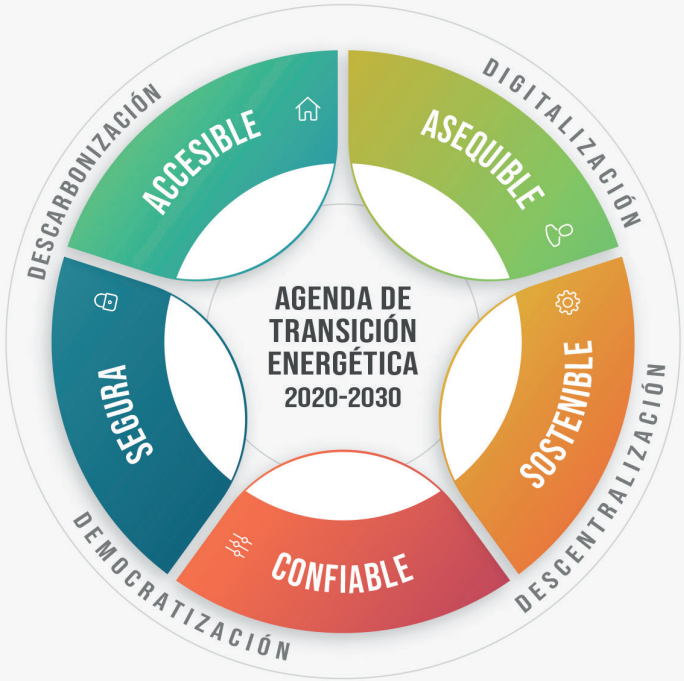 DESCARBONIZACIÓN
DIGITALIZACIÓN
ACCESIBLE
ASEQUIBLE
AGENDA DE
TRANSICIÓN
ENERGÉTICA
2020-2030
SEGURA
SOSTENIBLE
CONFIABLE
DEMOCRATIZACIÓN
DESCENTRALIZACIÓN